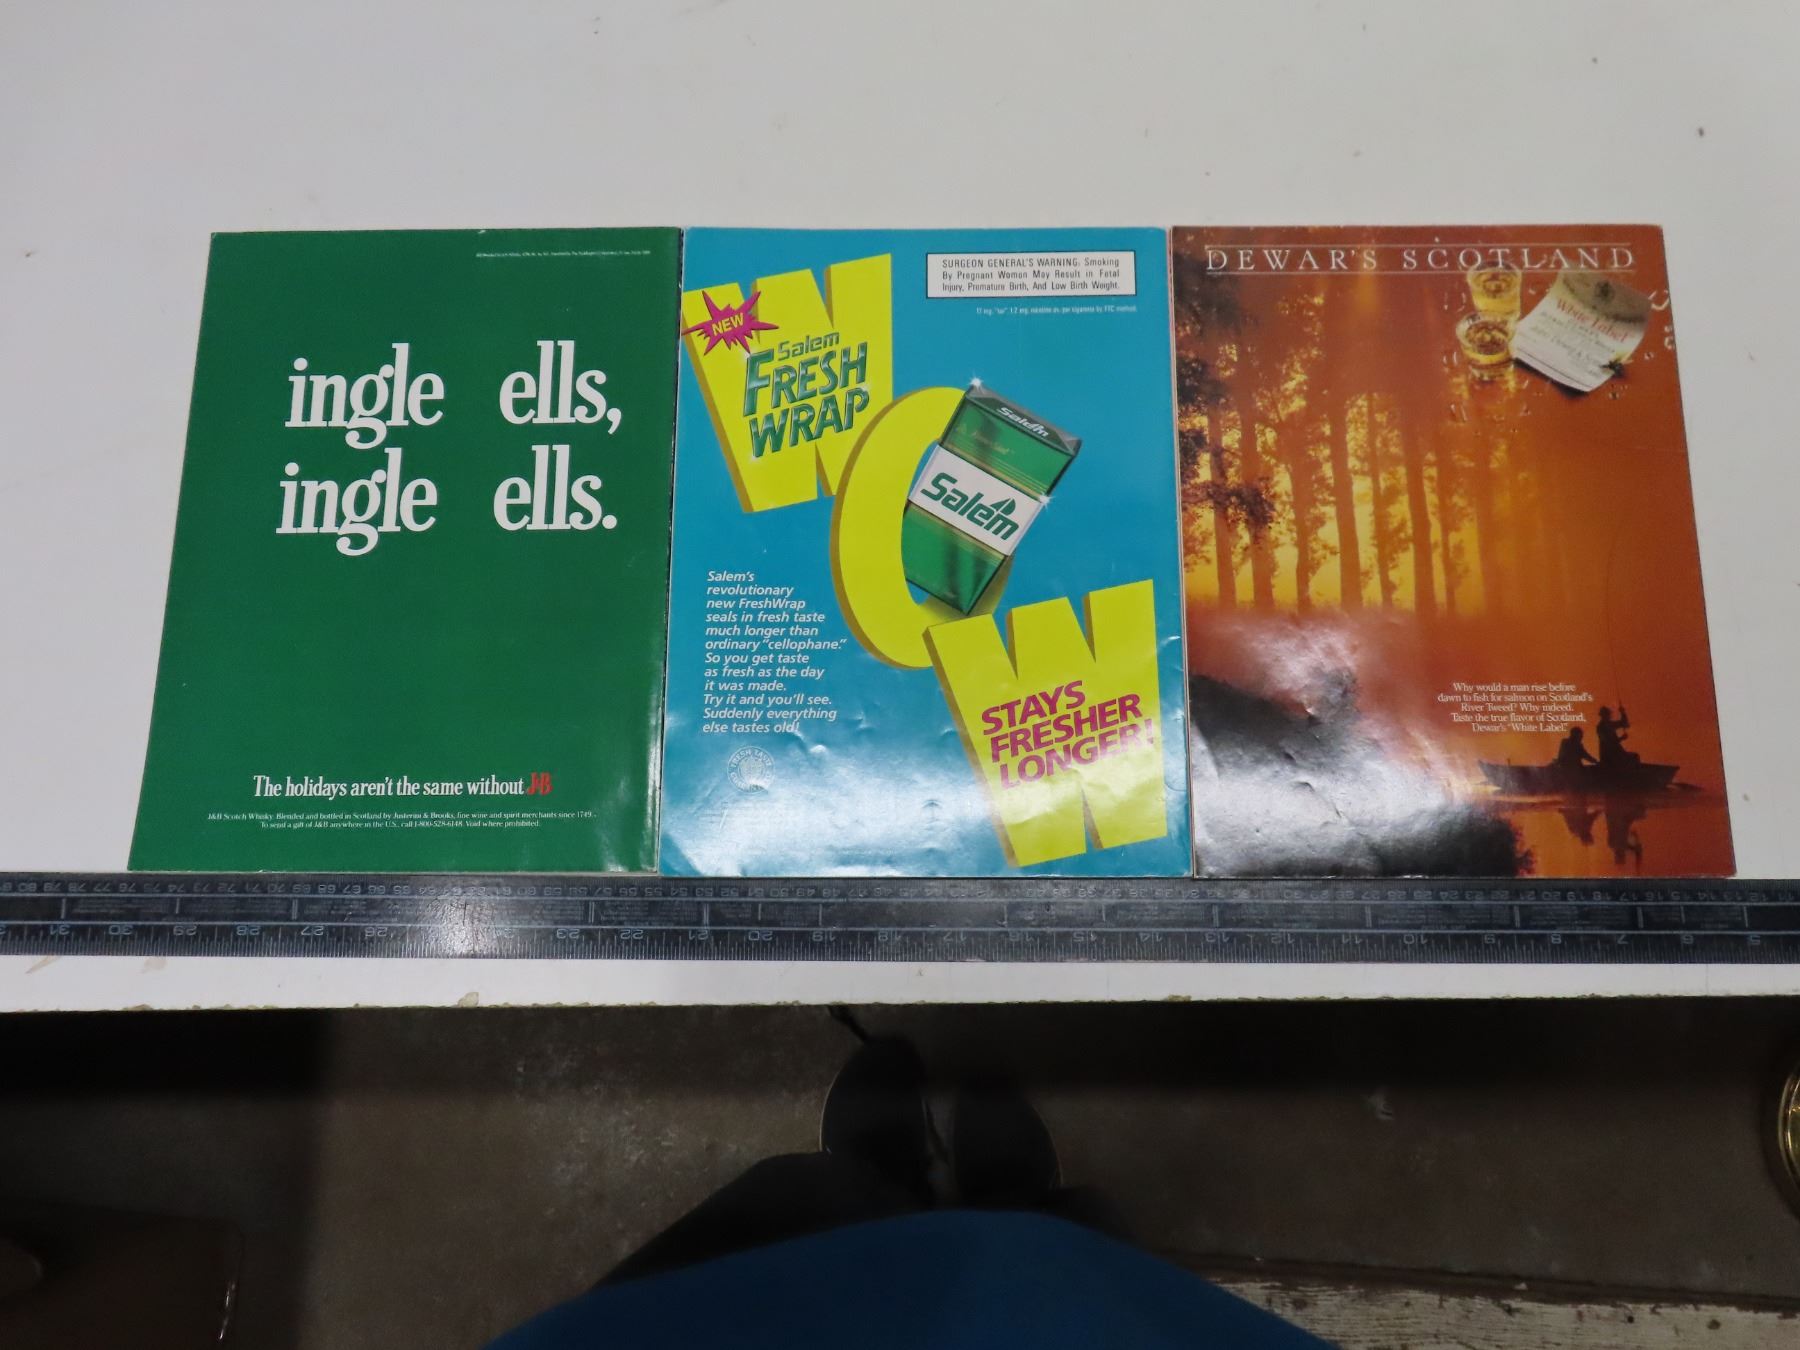 ingle ells,
ingle ells.
The holidays aren't the same without J&B
J&B Scotch Whisky. Blended and bottled in Scotland by Justerini & Brooks, fine wine and spirit merchants since 1749.
To send a gift of J&B anywhere in the U.S., call 1-800-528-6148. Void where prohibited.
SURGEON GENERAL'S WARNING: Smoking
By Pregnant Women May Result in Fetal
Injury, Premature Birth, And Low Birth Weight.
NEW
WOW
Salem
FRESH
WRAP
Salem
Salem
Salem's
revolutionary
new FreshWrap
seals in fresh taste
much longer than
ordinary "cellophane."
So you get taste
as fresh as the day
it was made.
Try it and you'll see.
Suddenly everything
else tastes old!
FRESH TASTE
STAYS
FRESHER
LONGER!
DEWAR'S SCOTLAND
White Label
Why would a man rise before
dawn to fish for salmon on Scotland's
River Tweed? Why indeed.
Taste the true flavor of Scotland,
Dewar's "White Label."